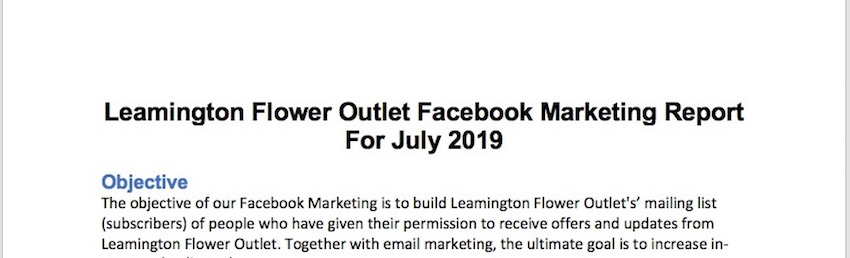 Leamington Flower Outlet Facebook Marketing Report
For July 2019
Objective
The objective of our Facebook Marketing is to build Leamington Flower Outlet's’ mailing list
(subscribers) of people who have given their permission to receive offers and updates from
Leamington Flower Outlet. Together with email marketing, the ultimate goal is to increase in-